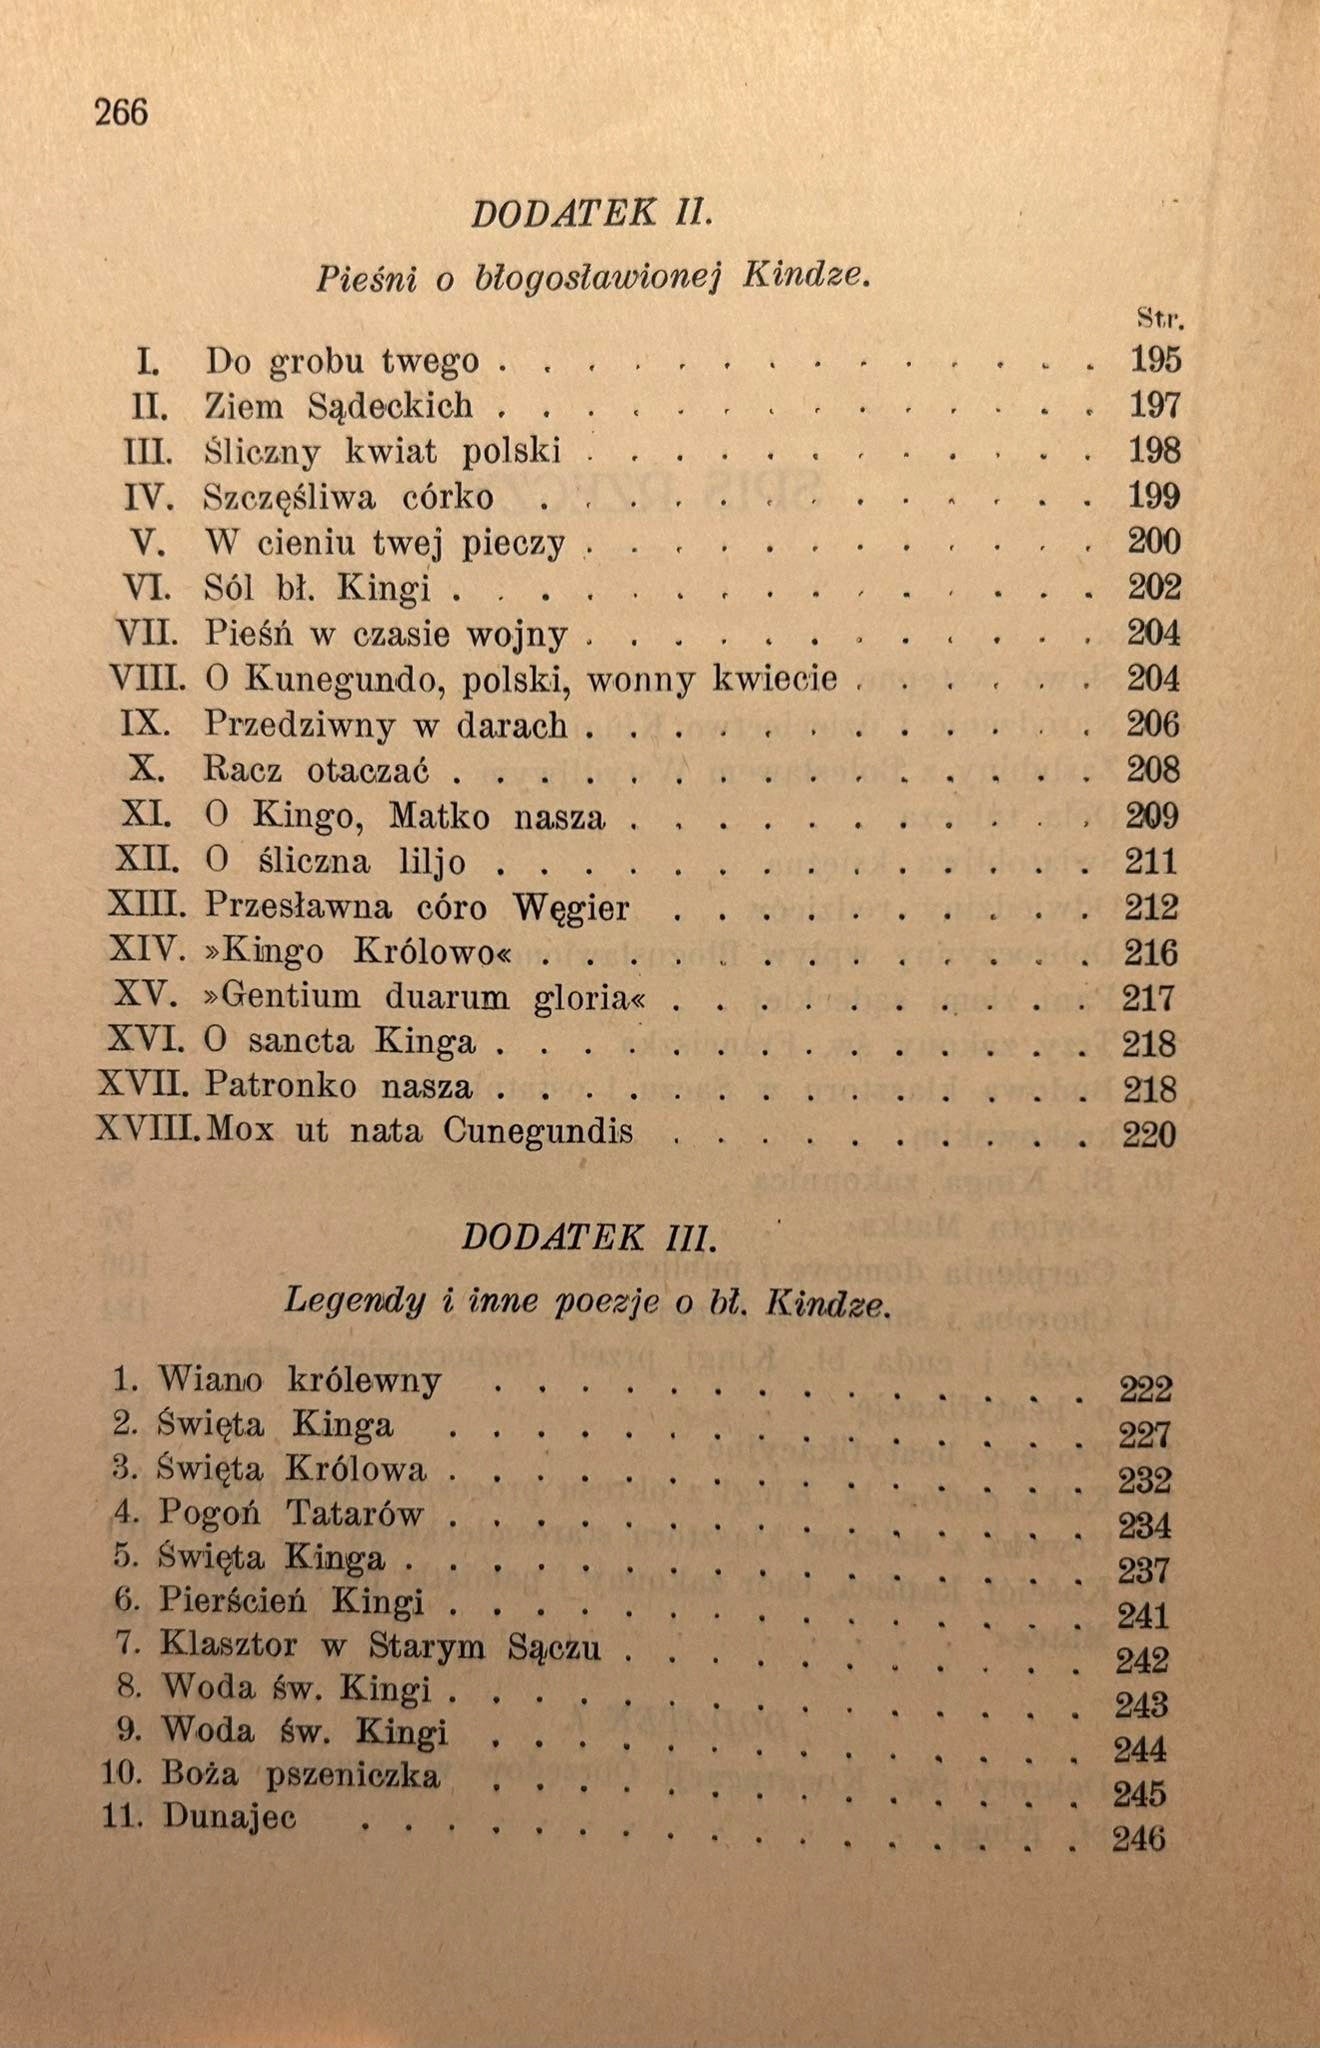 266
DODATEK II.
Pieśni o błogosławionej Kindze.
Str.
I. Do grobu twego . . . . . . . . . . . . . . 195
II. Ziem Sądeckich . . . . . . . . . . . . . . 197
III. Śliczny kwiat polski . . . . . . . . . . . . 198
IV. Szczęśliwa córko . . . . . . . . . . . . . 199
V. W cieniu twej pieczy . . . . . . . . . . . . 200
VI. Sól bł. Kingi . . . . . . . . . . . . . . . 202
VII. Pieśń w czasie wojny . . . . . . . . . . . . 204
VIII. O Kunegundo, polski, wonny kwiecie . . . . . . 204
IX. Przedziwny w darach . . . . . . . . . . . . 206
X. Racz otaczać . . . . . . . . . . . . . . . 208
XI. O Kingo, Matko nasza . . . . . . . . . . . 209
XII. O śliczna liljo . . . . . . . . . . . . . . 211
XIII. Przesławna córo Węgier . . . . . . . . . . 212
XIV. »Kingo Królowo« . . . . . . . . . . . . . 216
XV. »Gentium duarum gloria« . . . . . . . . . . 217
XVI. O sancta Kinga . . . . . . . . . . . . . . 218
XVII. Patronko nasza . . . . . . . . . . . . . . 218
XVIII. Mox ut nata Cunegundis . . . . . . . . . . 220
DODATEK III.
Legendy i inne poezje o bł. Kindze.
1. Wiano królewny . . . . . . . . . . . . . . 222
2. Święta Kinga . . . . . . . . . . . . . . . 227
3. Święta Królowa . . . . . . . . . . . . . . . 232
4. Pogoń Tatarów . . . . . . . . . . . . . . . 234
5. Święta Kinga . . . . . . . . . . . . . . . . 237
6. Pierścień Kingi . . . . . . . . . . . . . . . 241
7. Klasztor w Starym Sączu . . . . . . . . . . . 242
8. Woda św. Kingi . . . . . . . . . . . . . . . 243
9. Woda św. Kingi . . . . . . . . . . . . . . 244
10. Boża pszeniczka . . . . . . . . . . . . . . 245
11. Dunajec . . . . . . . . . . . . . . . . . 246